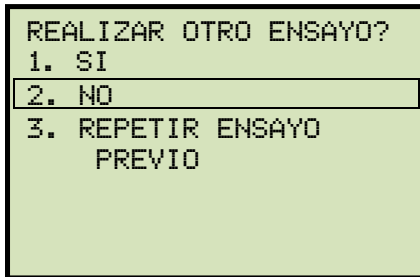 REALIZAR OTRO ENSAYO?
1. SI
2. NO
3. REPETIR ENSAYO
PREVIO